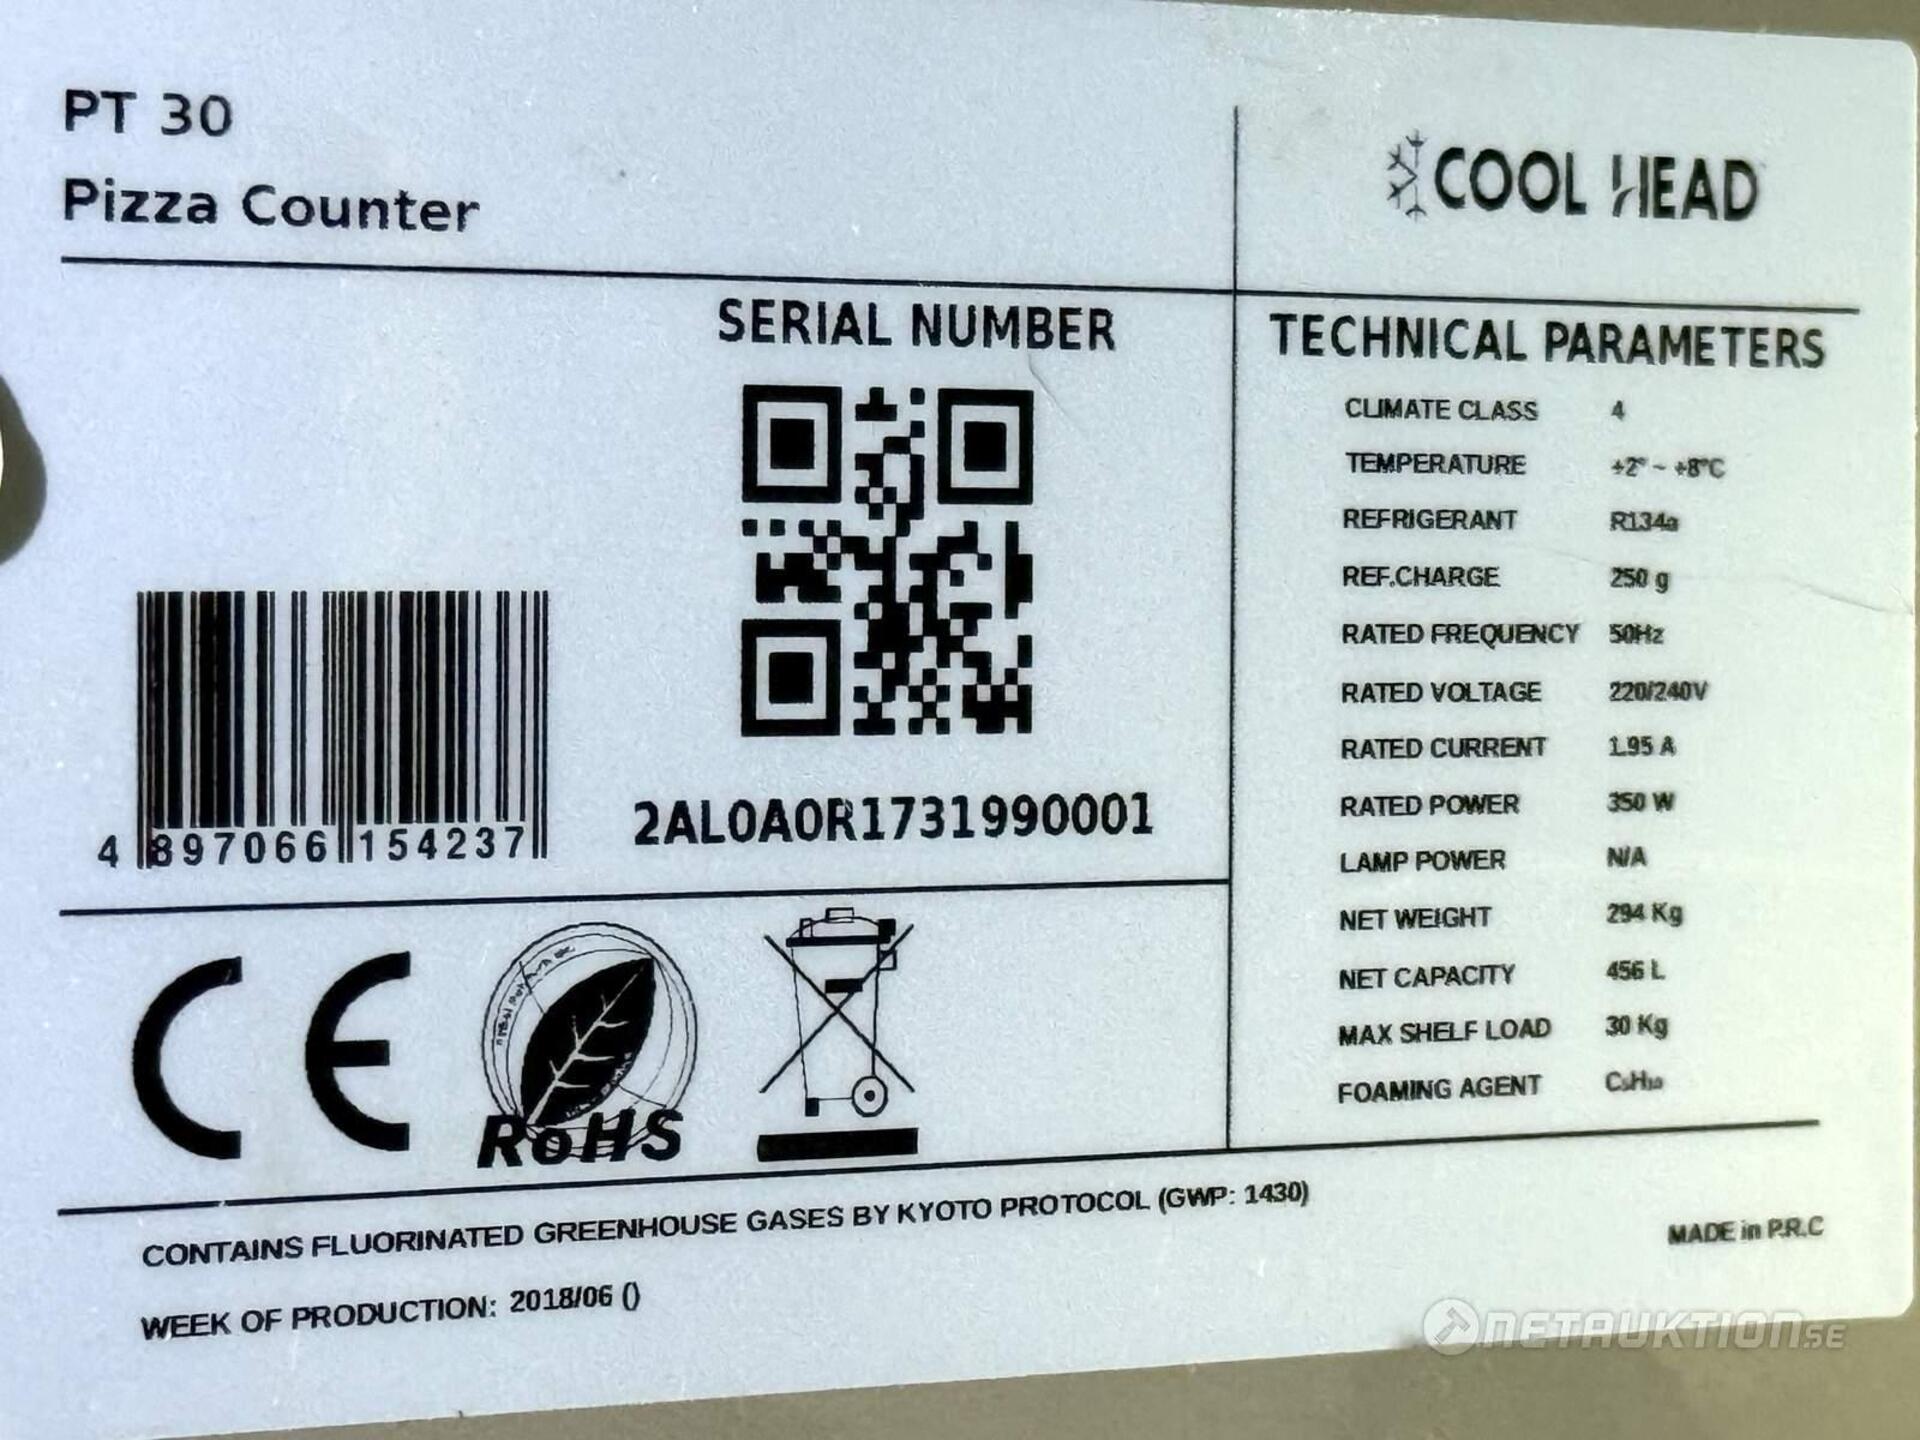 PT 30
Pizza Counter
COOL HEAD
SERIAL NUMBER
2AL0A0R1731990001
4 897066 154237
RoHS
TECHNICAL PARAMETERS
CLIMATE CLASS 4
TEMPERATURE +2° ~ +8°C
REFRIGERANT R134a
REF.CHARGE 250 g
RATED FREQUENCY 50Hz
RATED VOLTAGE 220/240V
RATED CURRENT 1.95 A
RATED POWER 350 W
LAMP POWER N/A
NET WEIGHT 294 Kg
NET CAPACITY 456 L
MAX SHELF LOAD 30 Kg
FOAMING AGENT C₅H₁₀
CONTAINS FLUORINATED GREENHOUSE GASES BY KYOTO PROTOCOL (GWP: 1430)
MADE in P.R.C
WEEK OF PRODUCTION: 2018/06 ()
NETAUKTION.SE